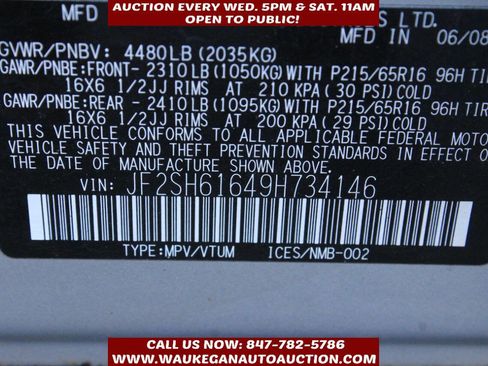 AUCTION EVERY WED. 5PM & SAT. 11AM
OPEN TO PUBLIC!
MFD
LTD.
MFD IN 06/08
GVWR/PNBV: 4480LB (2035KG)
GAWR/PNBE:FRONT- 2310LB (1050KG)WITH P215/65R16 96H TIR
16X6 1/2JJ RIMS AT 210 KPA ( 30 PSI)COLD
GAWR/PNBE:REAR - 2410LB (1095KG)WITH P215/65R16 96H TIR
16X6 1/2JJ RIMS AT 200 KPA ( 29 PSI)COLD
THIS VEHICLE CONFORMS TO ALL APPLICABLE FEDERAL MOTO
VEHICLE SAFETY AND THEFT PREVENTION STANDARDS IN EFFECT ON
THE DATE OF MANUFACTURE SHOWN ABOVE.
VIN: JF2SH61649H734146
TYPE:MPV/VTUM ICES/NMB-002
CALL US NOW: 847-782-5786
WWW.WAUKEGANAUTOAUCTION.COM